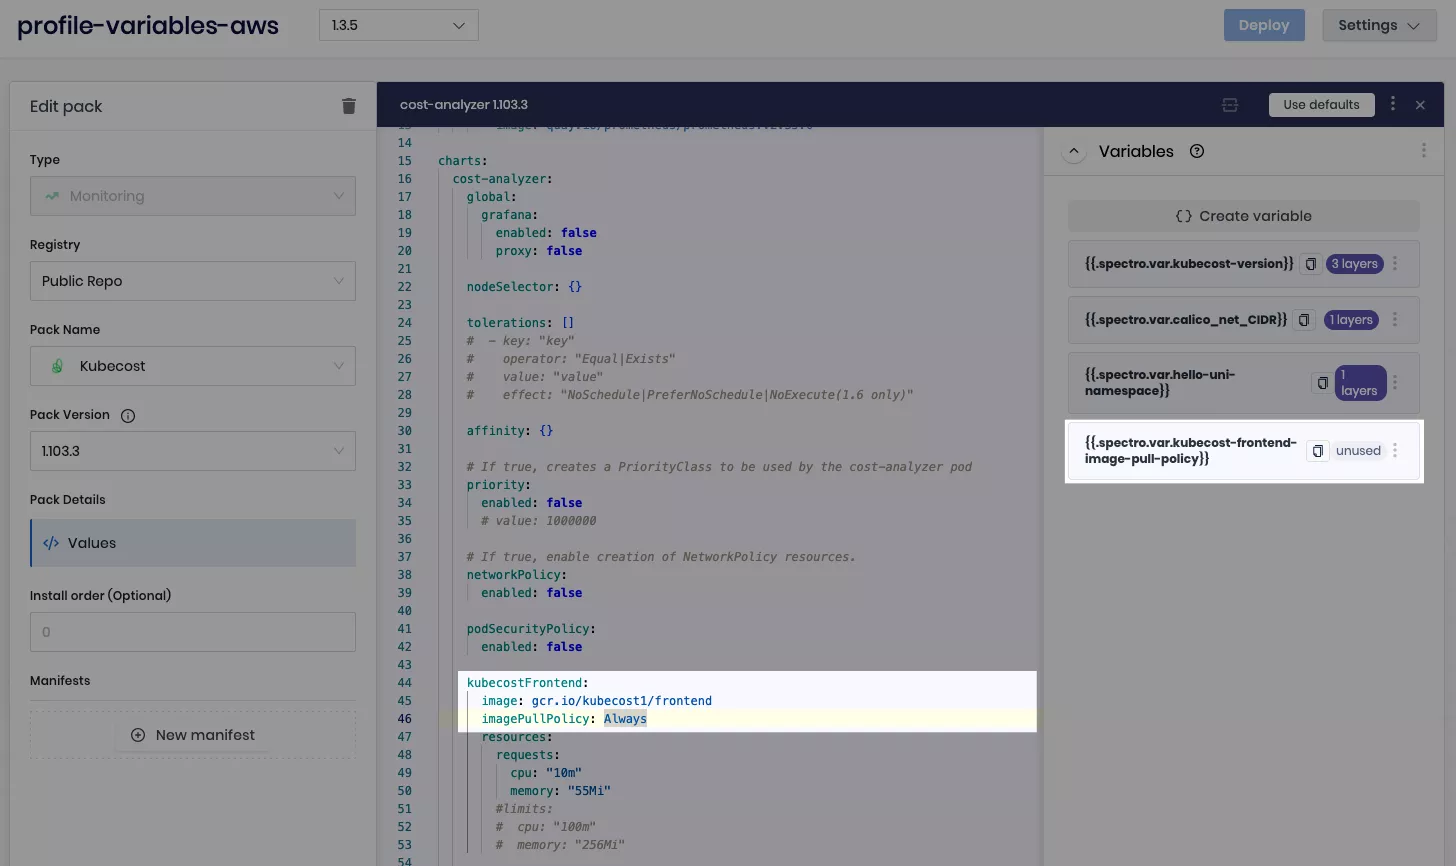 profile-variables-aws
1.3.5
Deploy
Settings
Edit pack
Type
Monitoring
Registry
Public Repo
Pack Name
Kubecost
Pack Version
1.103.3
Pack Details
</> Values
Install order (Optional)
0
Manifests
New manifest
cost-analyzer 1.103.3
Use defaults
14
15 charts:
16 cost-analyzer:
17 global:
18 grafana:
19 enabled: false
20 proxy: false
21
22 nodeSelector: {}
23
24 tolerations: []
25 # - key: "key"
26 # operator: "Equal|Exists"
27 # value: "value"
28 # effect: "NoSchedule|PreferNoSchedule|NoExecute(1.6 only)"
29
30 affinity: {}
31
32 # If true, creates a PriorityClass to be used by the cost-analyzer pod
33 priority:
34 enabled: false
35 # value: 1000000
36
37 # If true, enable creation of NetworkPolicy resources.
38 networkPolicy:
39 enabled: false
40
41 podSecurityPolicy:
42 enabled: false
43
44 kubecostFrontend:
45 image: gcr.io/kubecost1/frontend
46 imagePullPolicy: Always
47 resources:
48 requests:
49 cpu: "10m"
50 memory: "55Mi"
51 #limits:
52 # cpu: "100m"
53 # memory: "256Mi"
54
Variables
{} Create variable
{{.spectro.var.kubecost-version}} 3 layers
{{.spectro.var.calico_net_CIDR}} 1 layers
{{.spectro.var.hello-uni-
namespace}}
1
layers
{{.spectro.var.kubecost-frontend-
image-pull-policy}}
unused